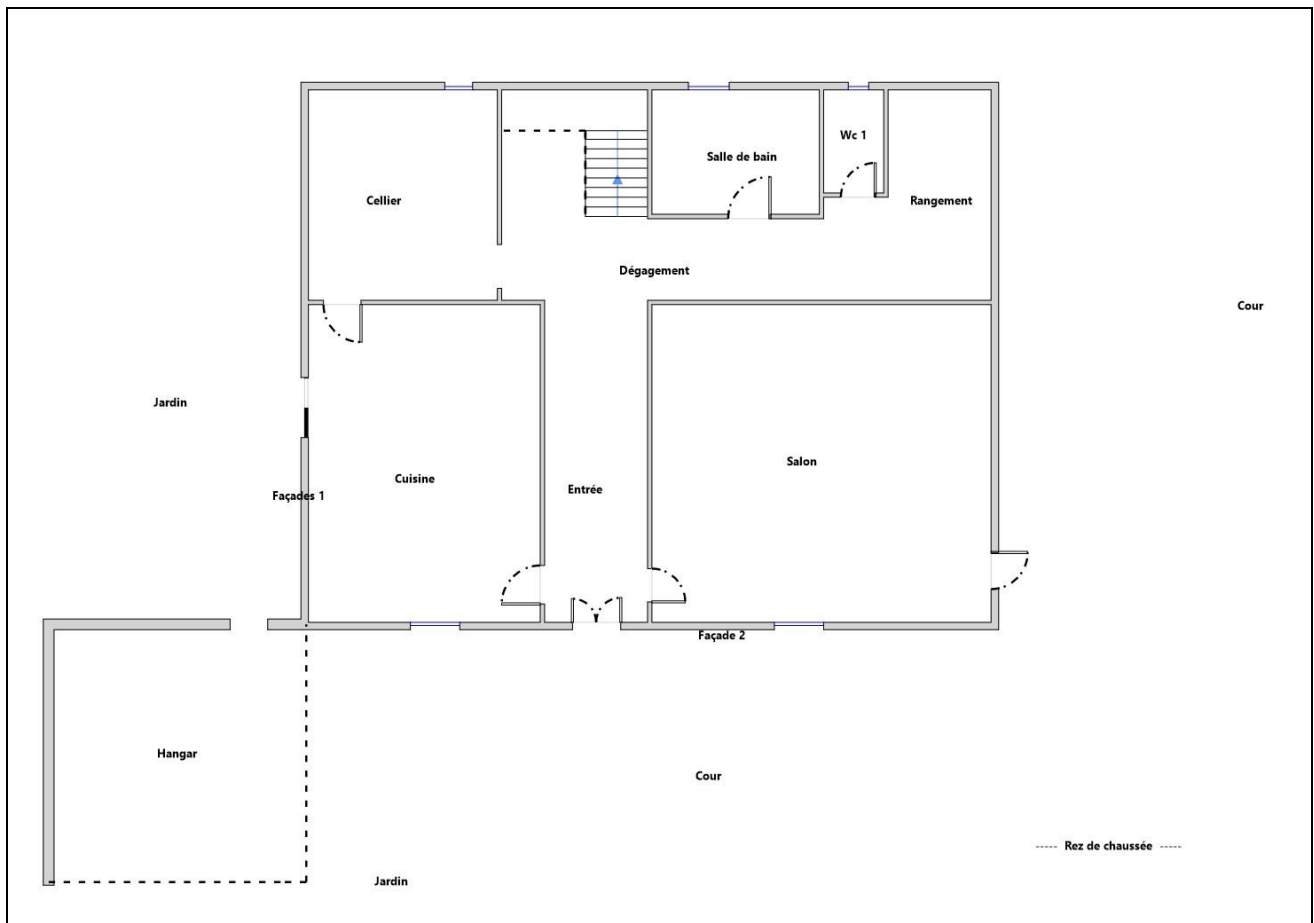 Wc 1
Salle de bain
Cellier
Rangement
Dégagement
Cour
Jardin
Salon
Cuisine
Entrée
Façades 1
Façade 2
Hangar
Cour
----- Rez de chaussée -----
Jardin